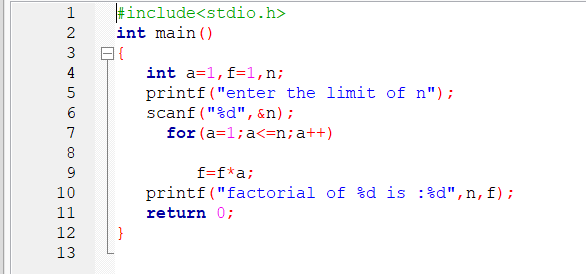 1 #include<stdio.h>
2 int main()
3 {
4 int a=1,f=1,n;
5 printf("enter the limit of n");
6 scanf("%d",&n);
7 for(a=1;a<=n;a++)
8
9 f=f*a;
10 printf("factorial of %d is :%d",n,f);
11 return 0;
12 }
13